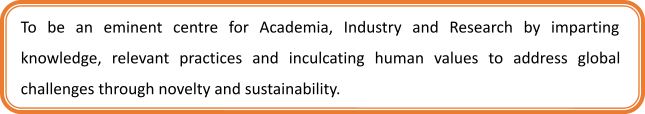 To be an eminent centre for Academia, Industry and Research by imparting
knowledge, relevant practices and inculcating human values to address global
challenges through novelty and sustainability.